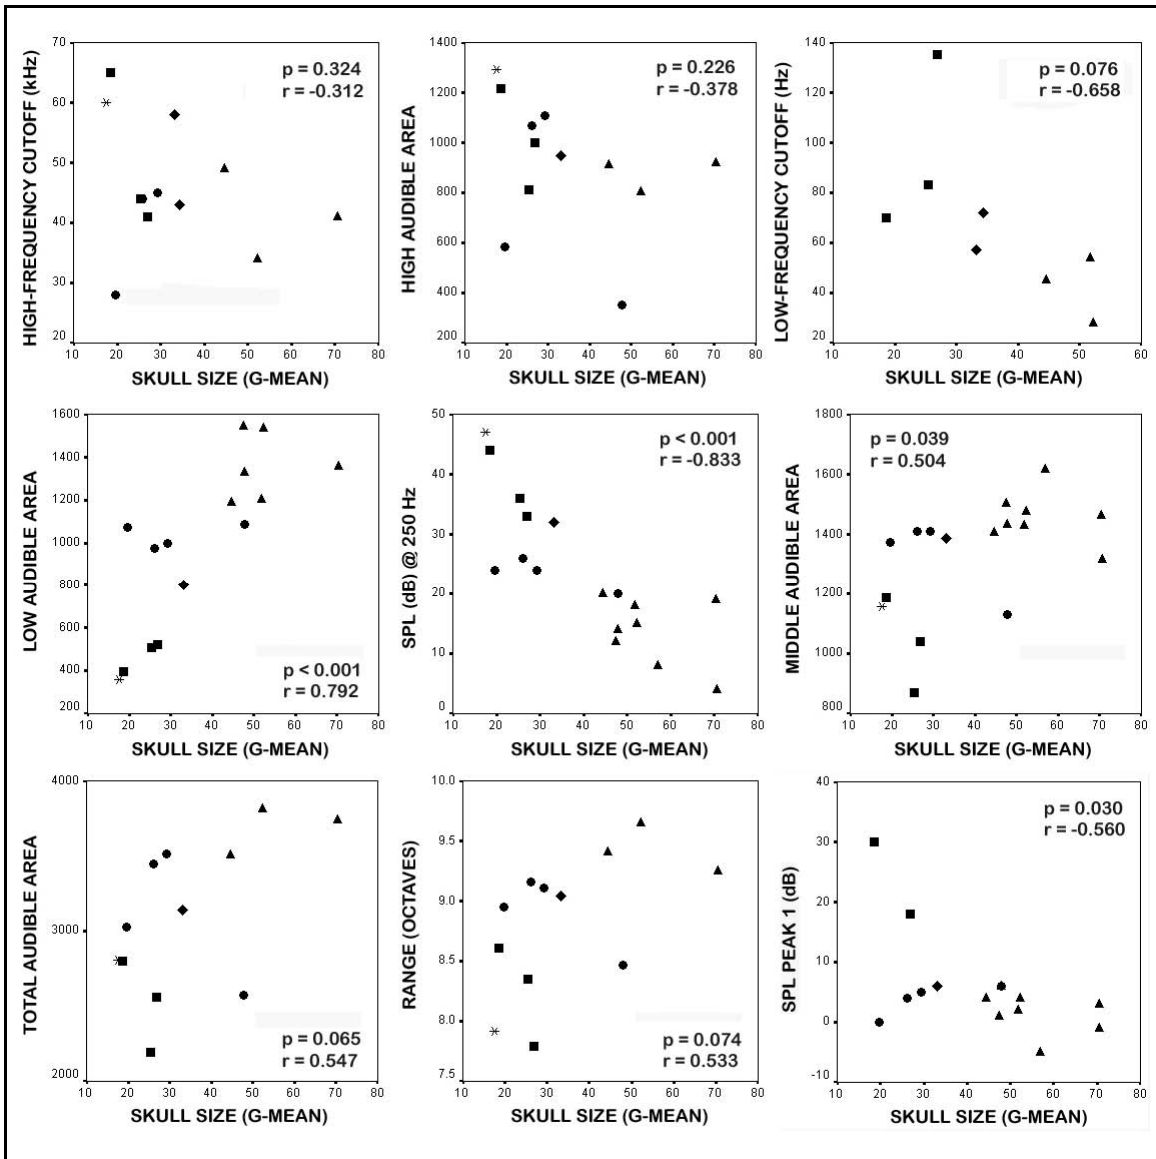 HIGH-FREQUENCY CUTOFF (kHz)
70
60
50
40
30
20
10 20 30 40 50 60 70 80
SKULL SIZE (G-MEAN)
p = 0.324
r = -0.312
HIGH AUDIBLE AREA
1400
1200
1000
800
600
400
200
10 20 30 40 50 60 70 80
SKULL SIZE (G-MEAN)
p = 0.226
r = -0.378
LOW-FREQUENCY CUTOFF (Hz)
140
120
100
80
60
40
20
10 20 30 40 50 60
SKULL SIZE (G-MEAN)
p = 0.076
r = -0.658
LOW AUDIBLE AREA
1600
1400
1200
1000
800
600
400
200
10 20 30 40 50 60 70 80
SKULL SIZE (G-MEAN)
p < 0.001
r = 0.792
SPL (dB) @ 250 Hz
50
40
30
20
10
0
10 20 30 40 50 60 70 80
SKULL SIZE (G-MEAN)
p < 0.001
r = -0.833
MIDDLE AUDIBLE AREA
1800
1600
1400
1200
1000
800
10 20 30 40 50 60 70 80
SKULL SIZE (G-MEAN)
p = 0.039
r = 0.504
TOTAL AUDIBLE AREA
4000
3000
2000
10 20 30 40 50 60 70 80
SKULL SIZE (G-MEAN)
p = 0.065
r = 0.547
RANGE (OCTAVES)
10.0
9.5
9.0
8.5
8.0
7.5
10 20 30 40 50 60 70 80
SKULL SIZE (G-MEAN)
p = 0.074
r = 0.533
SPL PEAK 1 (dB)
40
30
20
10
0
-10
10 20 30 40 50 60 70 80
SKULL SIZE (G-MEAN)
p = 0.030
r = -0.560